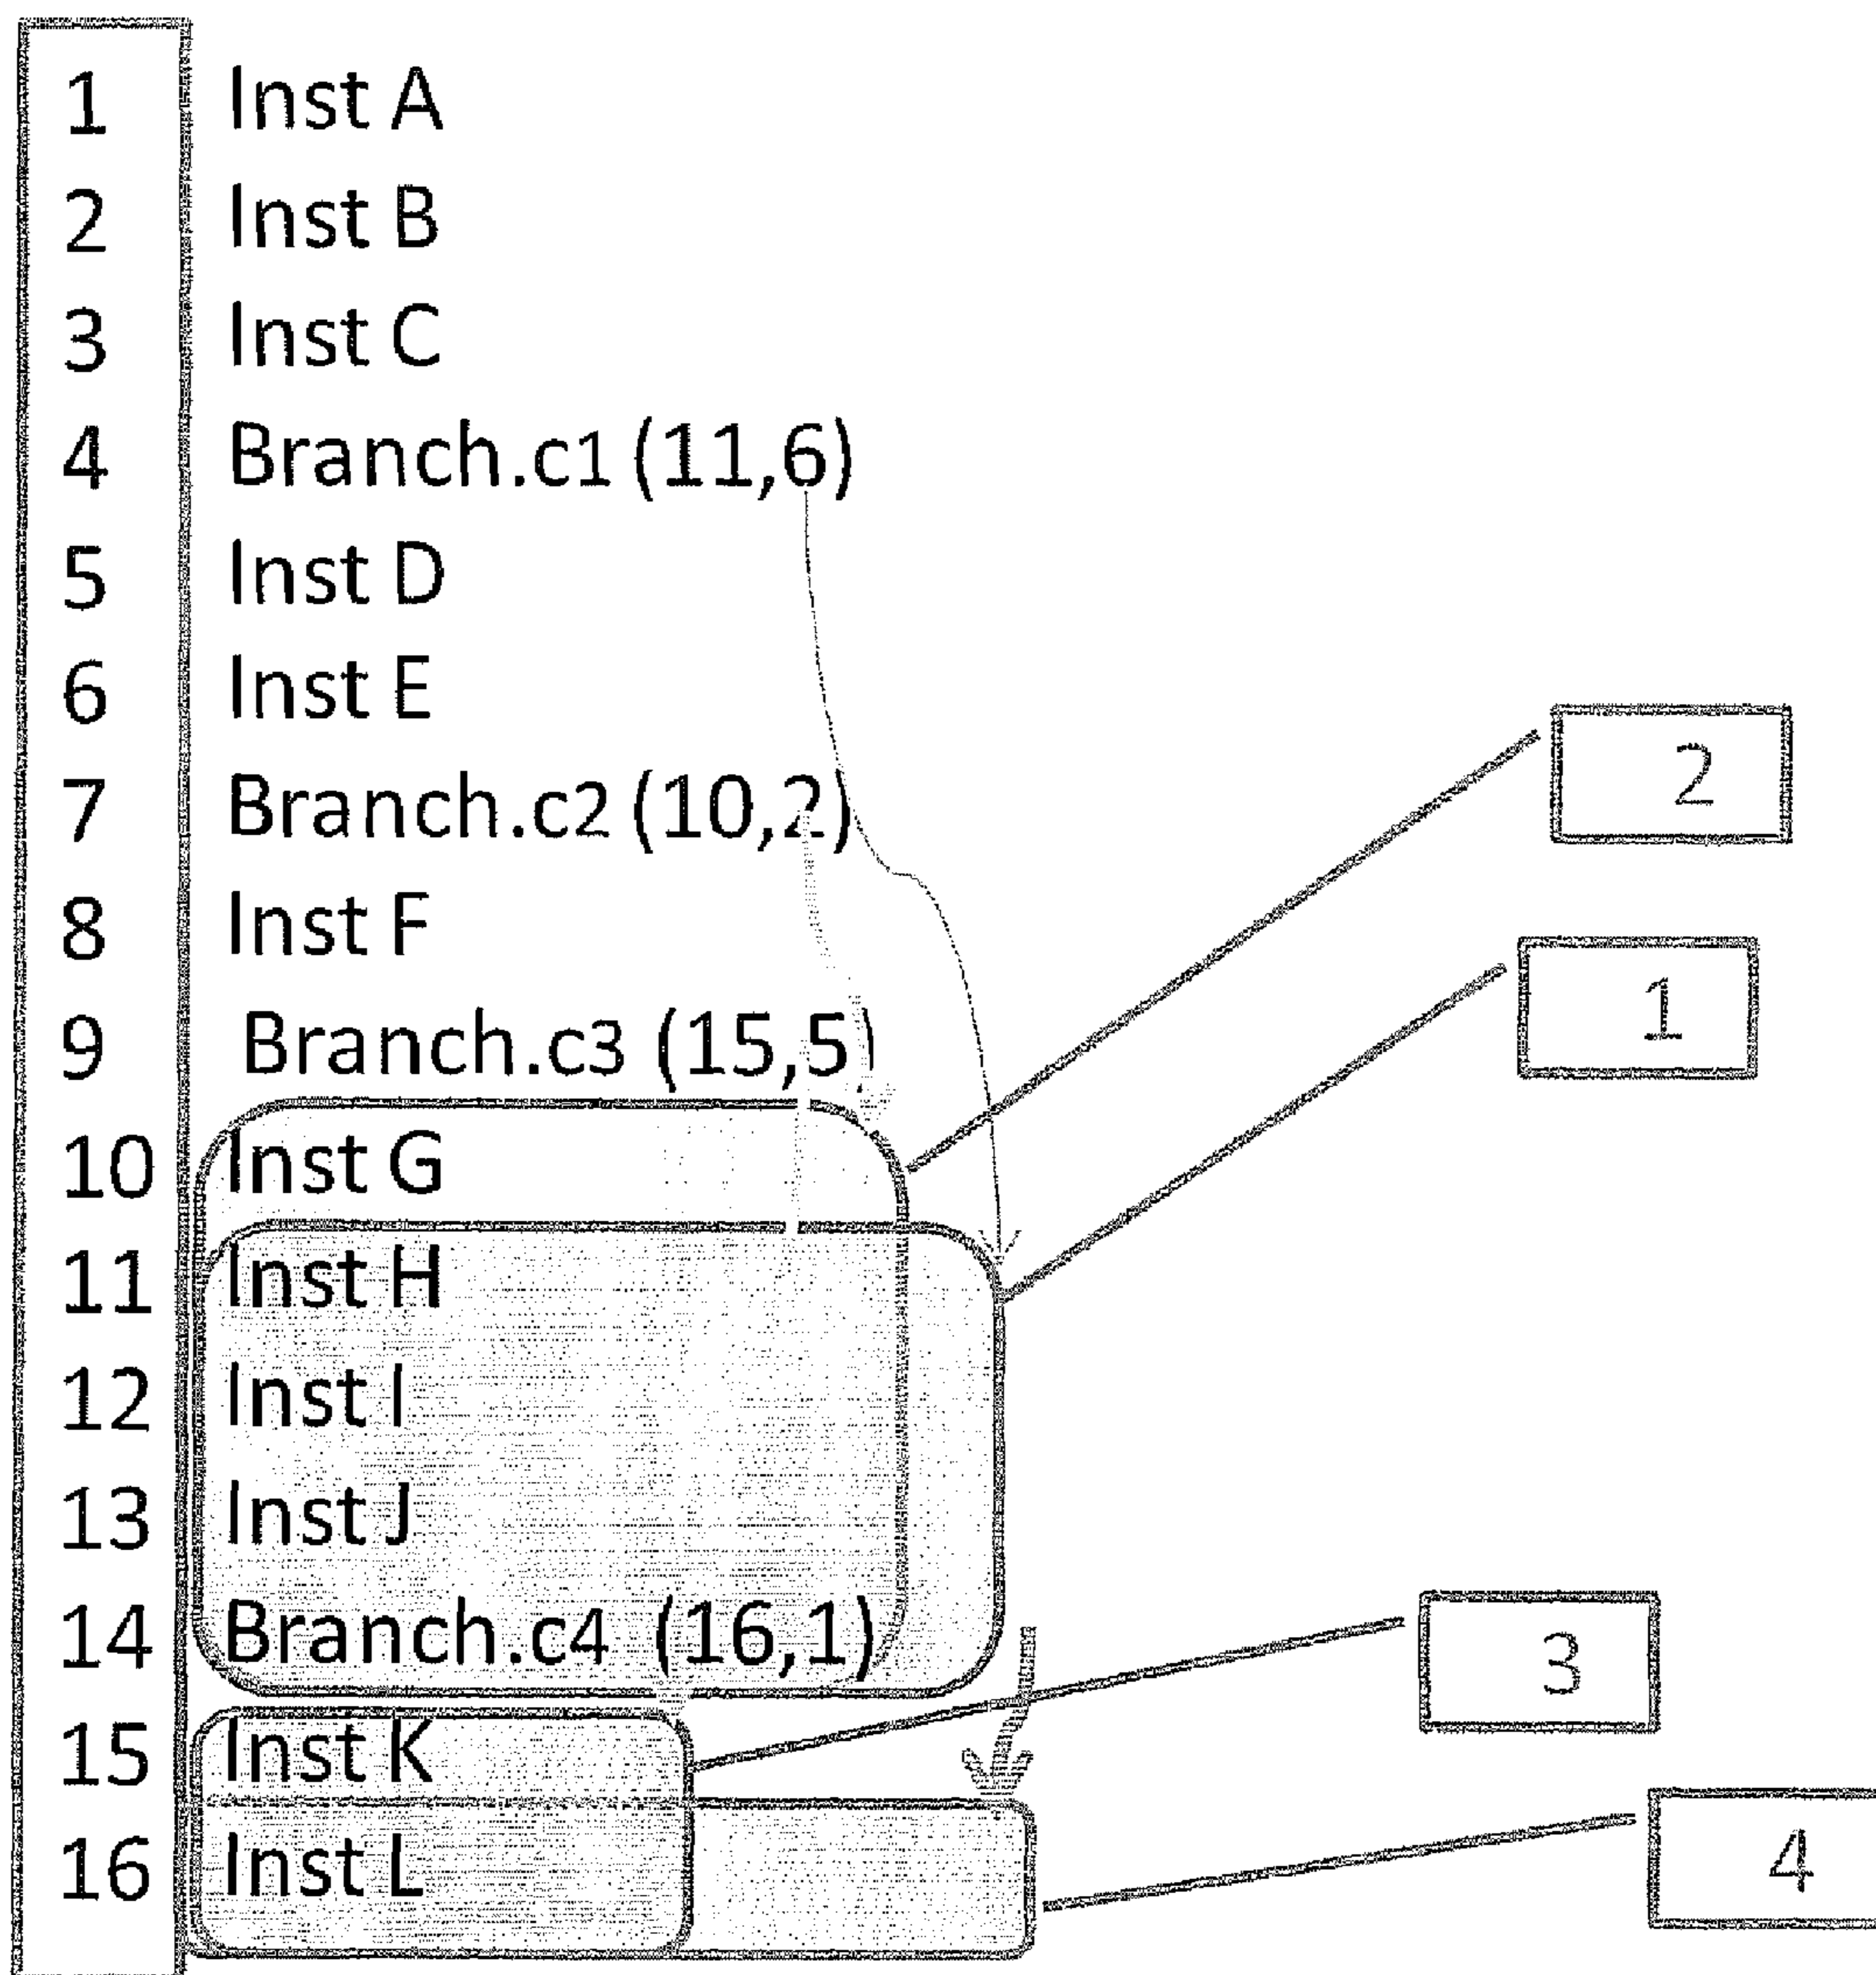 1 Inst A
2 Inst B
3 Inst C
4 Branch.c1 (11,6)
5 Inst D
6 Inst E
7 Branch.c2 (10,2)
8 Inst F
9 Branch.c3 (15,5)
10 Inst G
11 Inst H
12 Inst I
13 Inst J
14 Branch.c4 (16,1)
15 Inst K
16 Inst L
2
1
3
4